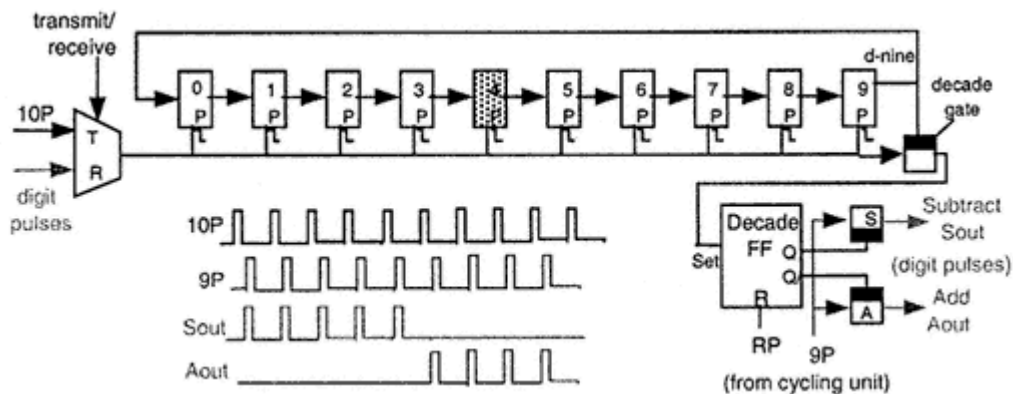 transmit/
receive
d-nine
decade
gate
0 1 2 3 4 5 6 7 8 9
P P P P P P P P P P
10P
T
R
digit
pulses
10P
9P
Sout
Aout
Decade
FF
Set
Q
Q
R
RP
9P
(from cycling unit)
S
A
Subtract
Sout
(digit pulses)
Add
Aout